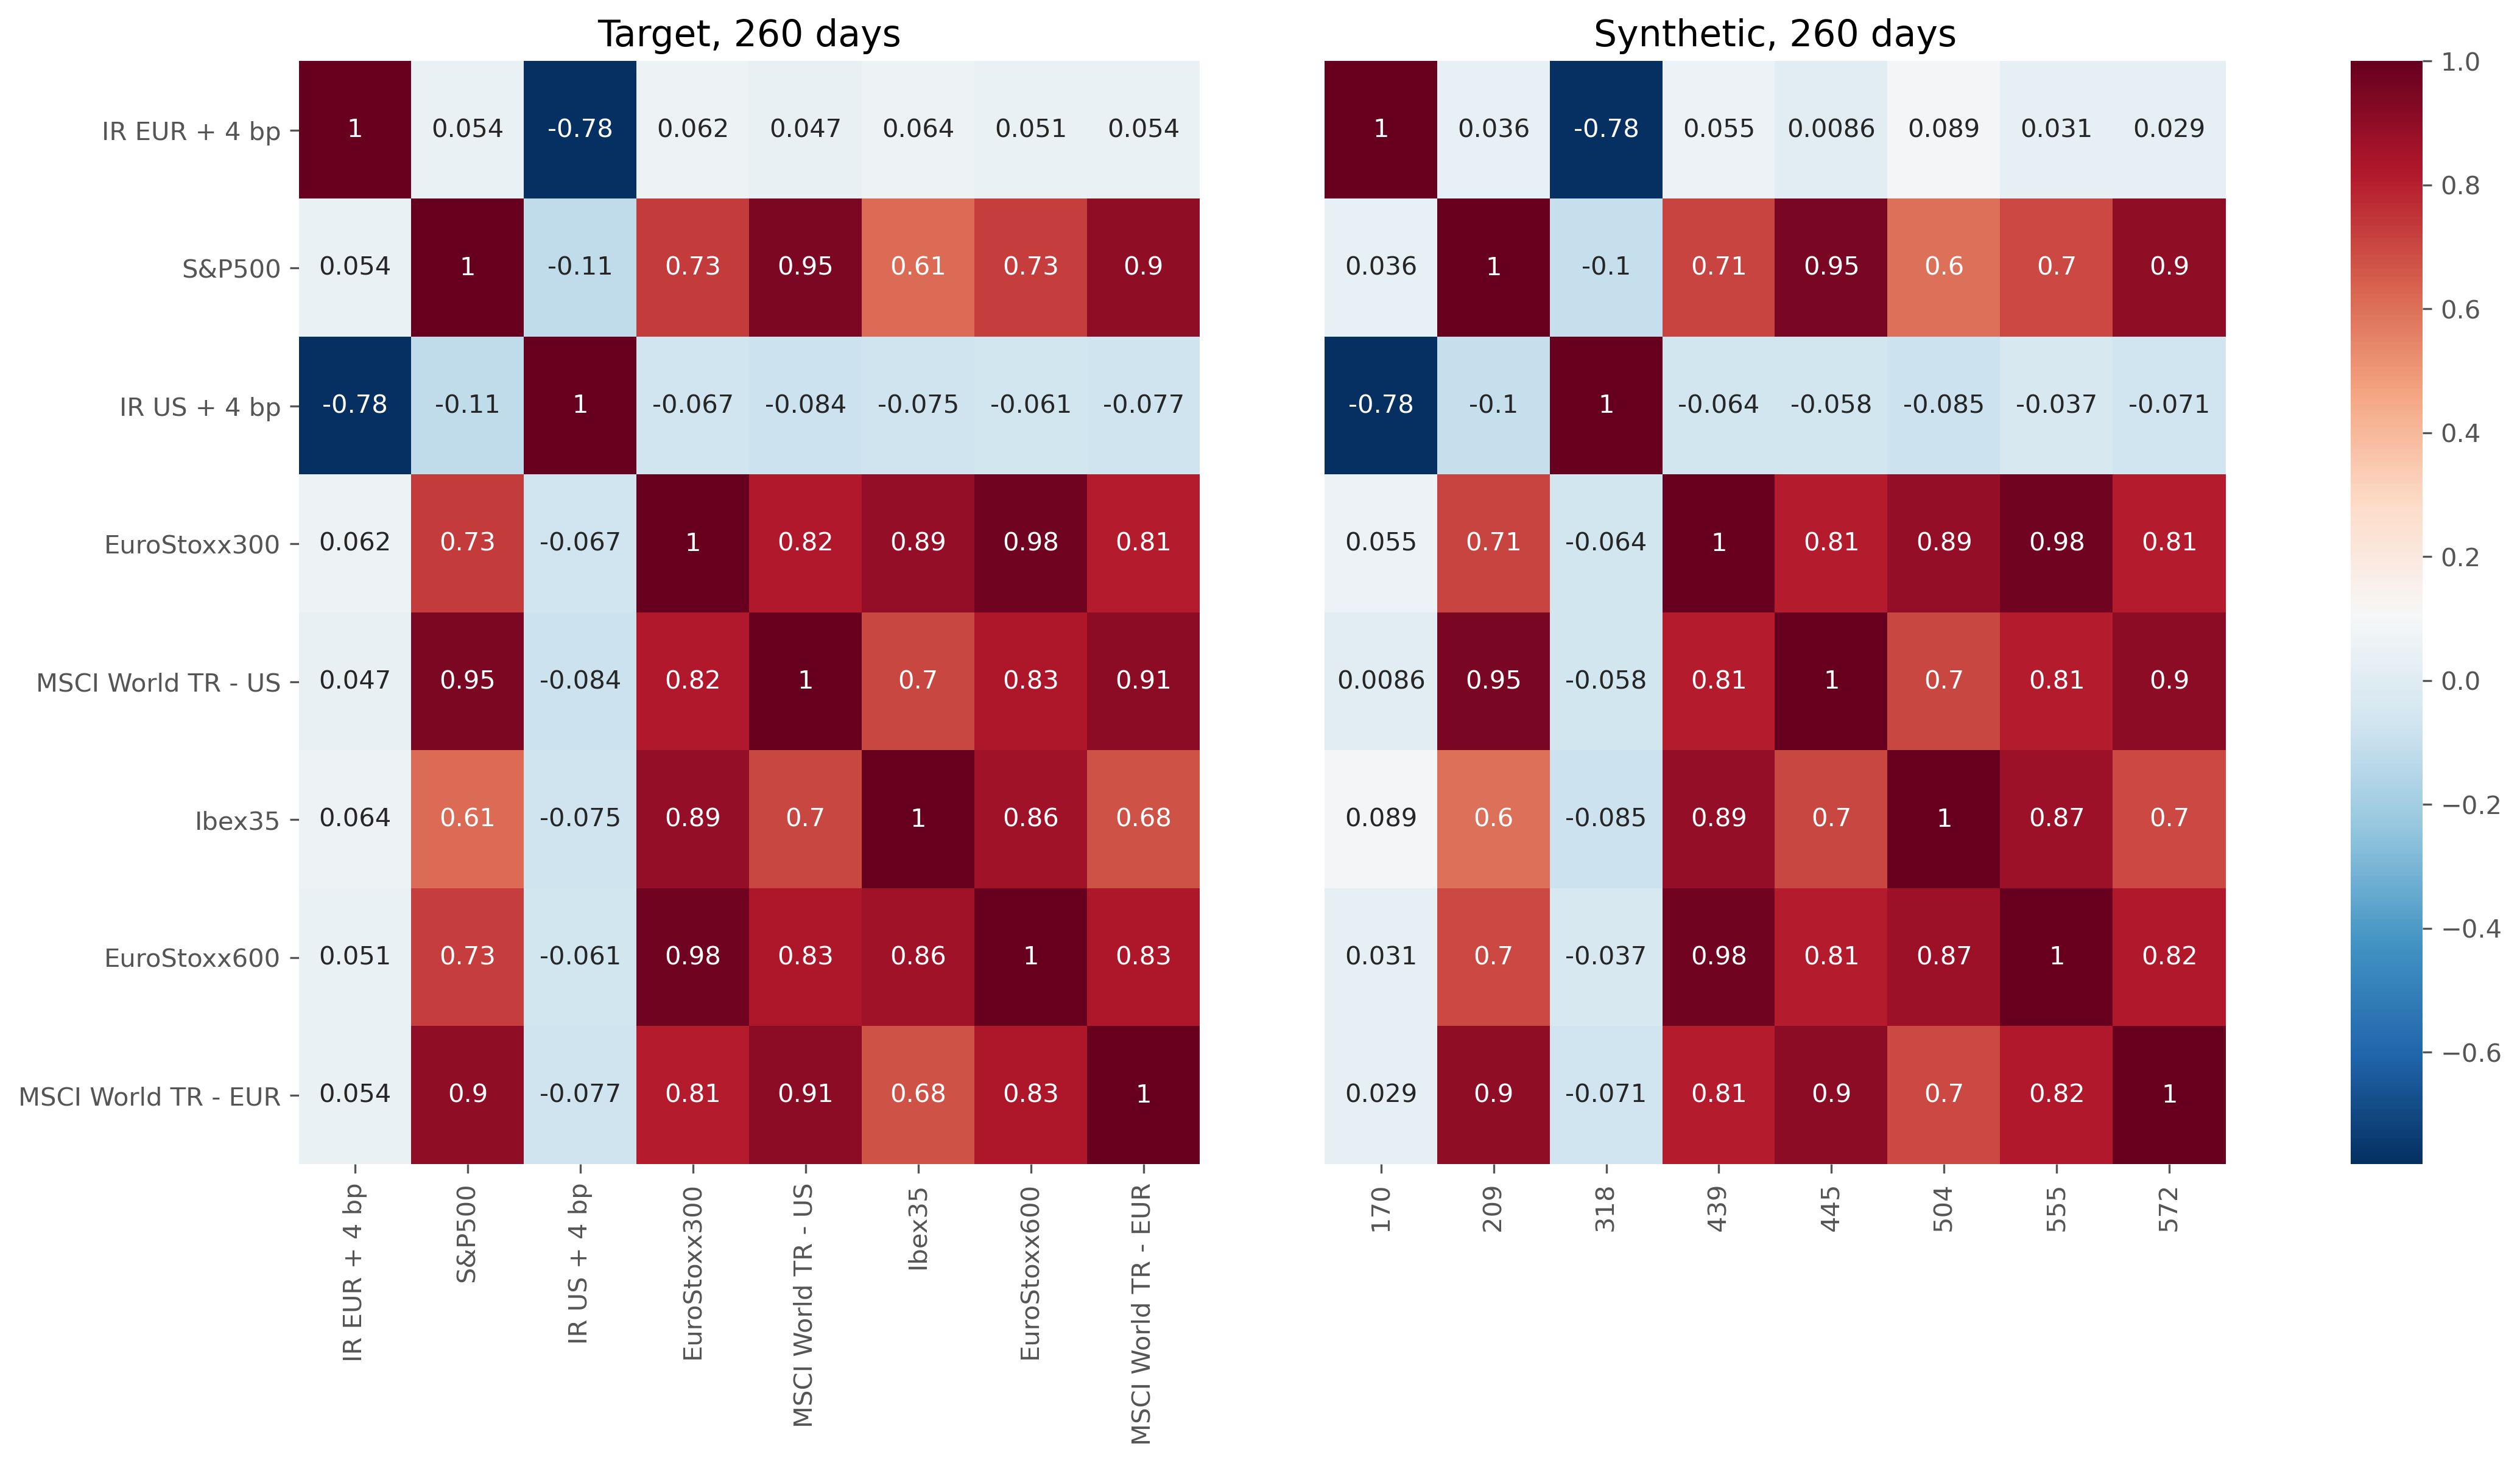 Target, 260 days
Synthetic, 260 days
IR EUR + 4 bp 1 0.054 -0.78 0.062 0.047 0.064 0.051 0.054
S&P500 0.054 1 -0.11 0.73 0.95 0.61 0.73 0.9
IR US + 4 bp -0.78 -0.11 1 -0.067 -0.084 -0.075 -0.061 -0.077
EuroStoxx300 0.062 0.73 -0.067 1 0.82 0.89 0.98 0.81
MSCI World TR - US 0.047 0.95 -0.084 0.82 1 0.7 0.83 0.91
Ibex35 0.064 0.61 -0.075 0.89 0.7 1 0.86 0.68
EuroStoxx600 0.051 0.73 -0.061 0.98 0.83 0.86 1 0.83
MSCI World TR - EUR 0.054 0.9 -0.077 0.81 0.91 0.68 0.83 1
IR EUR + 4 bp
S&P500
IR US + 4 bp
EuroStoxx300
MSCI World TR - US
Ibex35
EuroStoxx600
MSCI World TR - EUR
1 0.036 -0.78 0.055 0.0086 0.089 0.031 0.029
0.036 1 -0.1 0.71 0.95 0.6 0.7 0.9
-0.78 -0.1 1 -0.064 -0.058 -0.085 -0.037 -0.071
0.055 0.71 -0.064 1 0.81 0.89 0.98 0.81
0.0086 0.95 -0.058 0.81 1 0.7 0.81 0.9
0.089 0.6 -0.085 0.89 0.7 1 0.87 0.7
0.031 0.7 -0.037 0.98 0.81 0.87 1 0.82
0.029 0.9 -0.071 0.81 0.9 0.7 0.82 1
170
209
318
439
445
504
555
572
1.0
0.8
0.6
0.4
0.2
0.0
−0.2
−0.4
−0.6